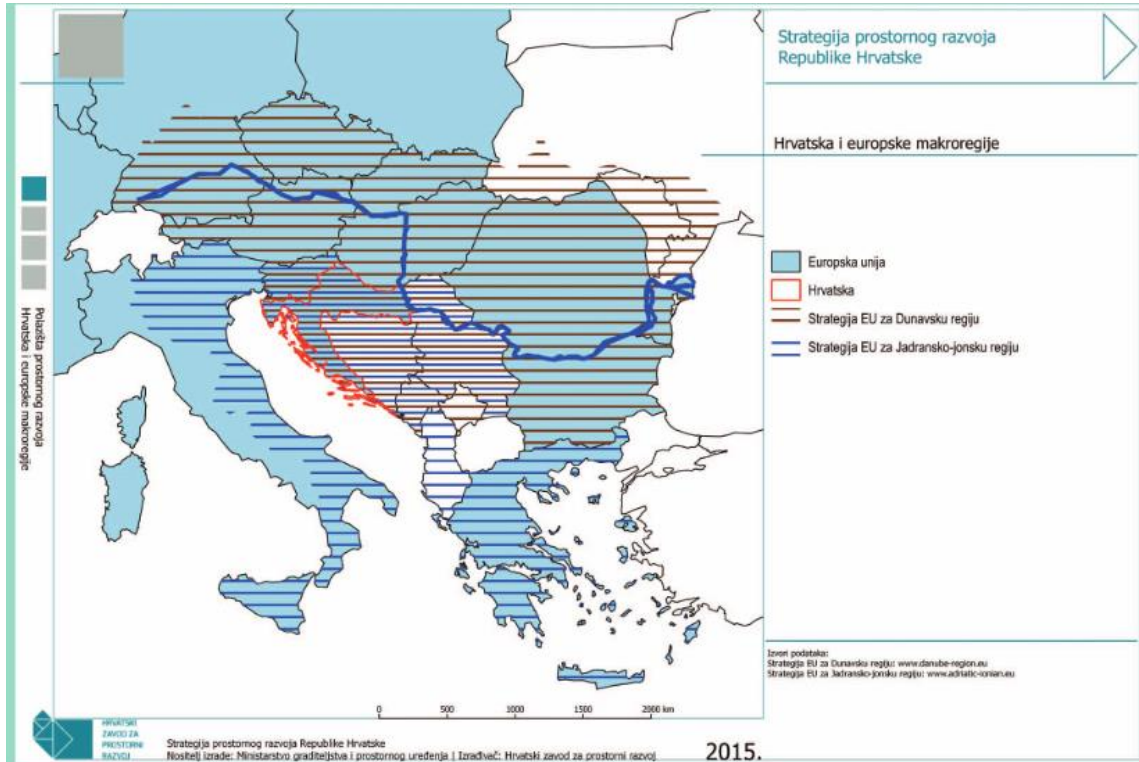 Strategija prostornog razvoja
Republike Hrvatske
Hrvatska i europske makroregije
Europska unija
Hrvatska
Strategija EU za Dunavsku regiju
Strategija EU za Jadransko-jonsku regiju
Polazišta prostornog razvoja
Hrvatska i europske makroregije
Izvori podataka:
Strategija EU za Dunavsku regiju: www.danube-region.eu
Strategija EU za Jadransko-jonsku regiju: www.adriatic-ionian.eu
0 500 1000 1500 2000 km
HRVATSKI
ZAVOD ZA
PROSTORNI
RAZVOJ
Strategija prostornog razvoja Republike Hrvatske
Nositelj izrade: Ministarstvo graditeljstva i prostornog uređenja | Izrađivač: Hrvatski zavod za prostorni razvoj
2015.